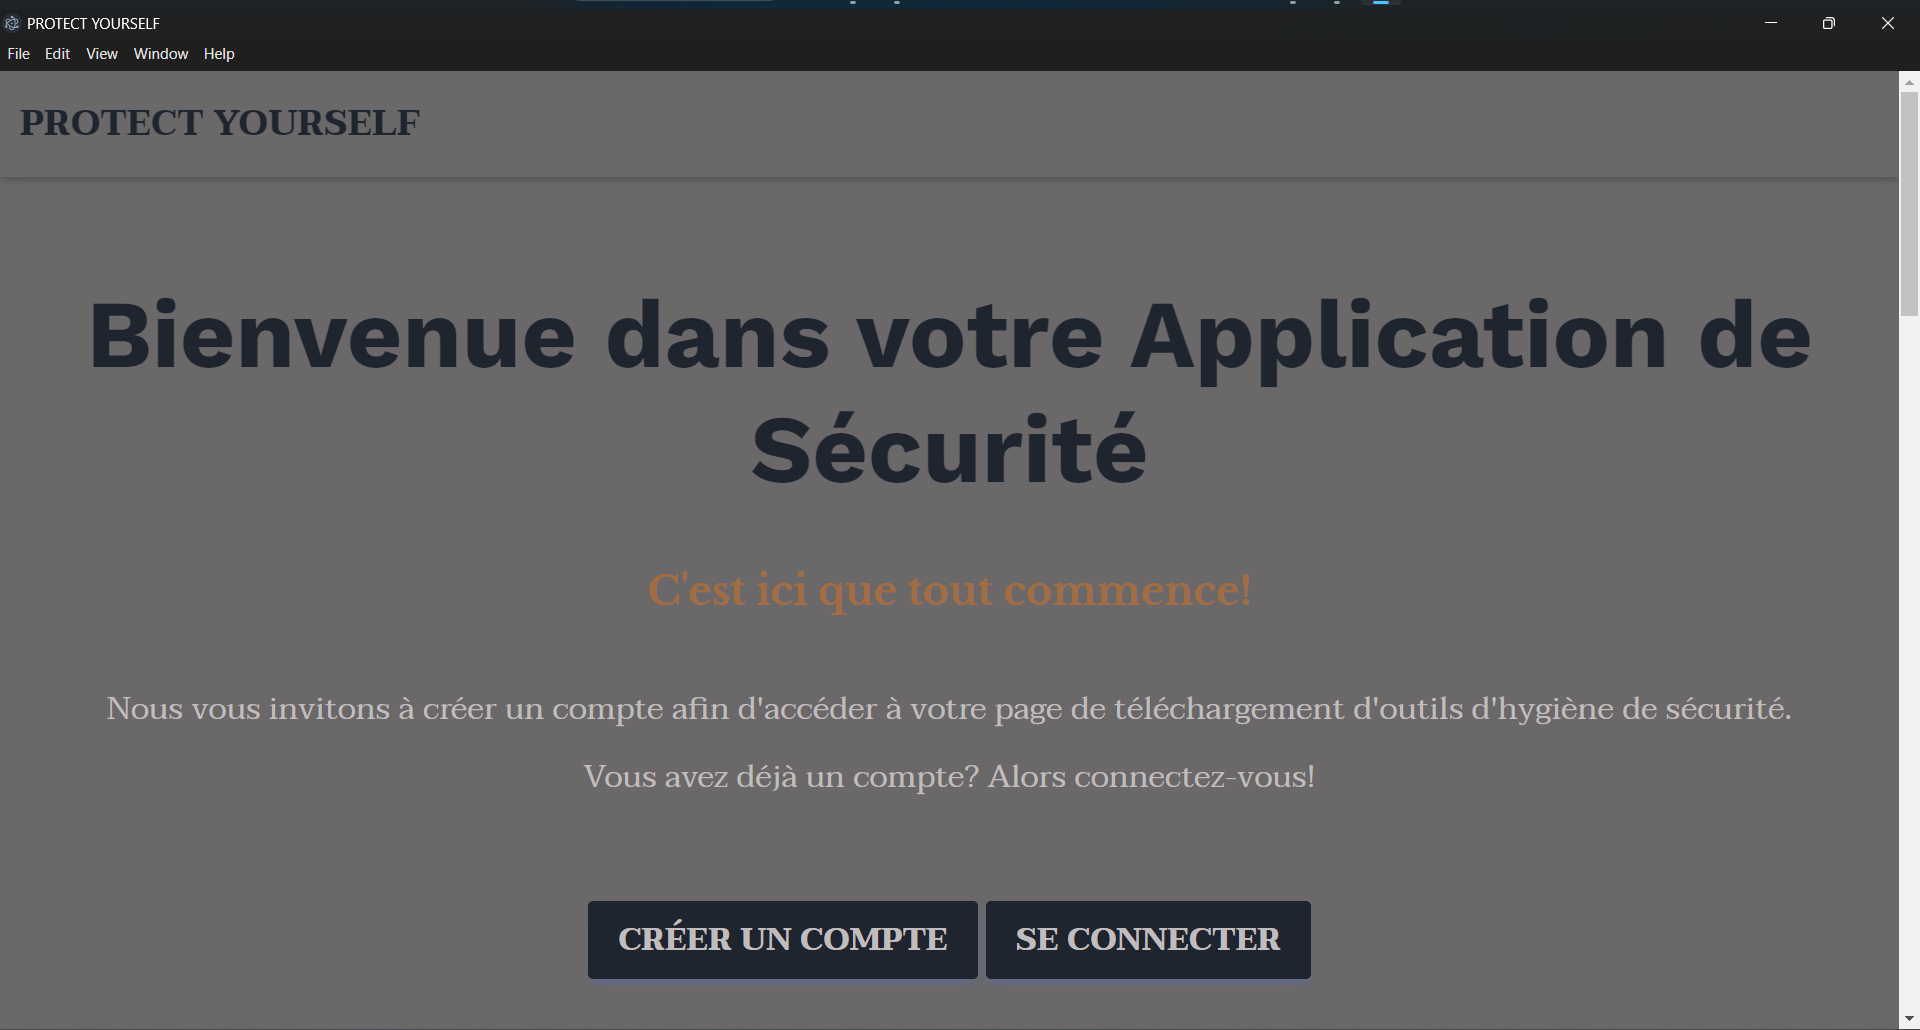 PROTECT YOURSELF
File Edit View Window Help
PROTECT YOURSELF
Bienvenue dans votre Application de
Sécurité
C'est ici que tout commence!
Nous vous invitons à créer un compte afin d'accéder à votre page de téléchargement d'outils d'hygiène de sécurité.
Vous avez déjà un compte? Alors connectez-vous!
CRÉER UN COMPTE SE CONNECTER